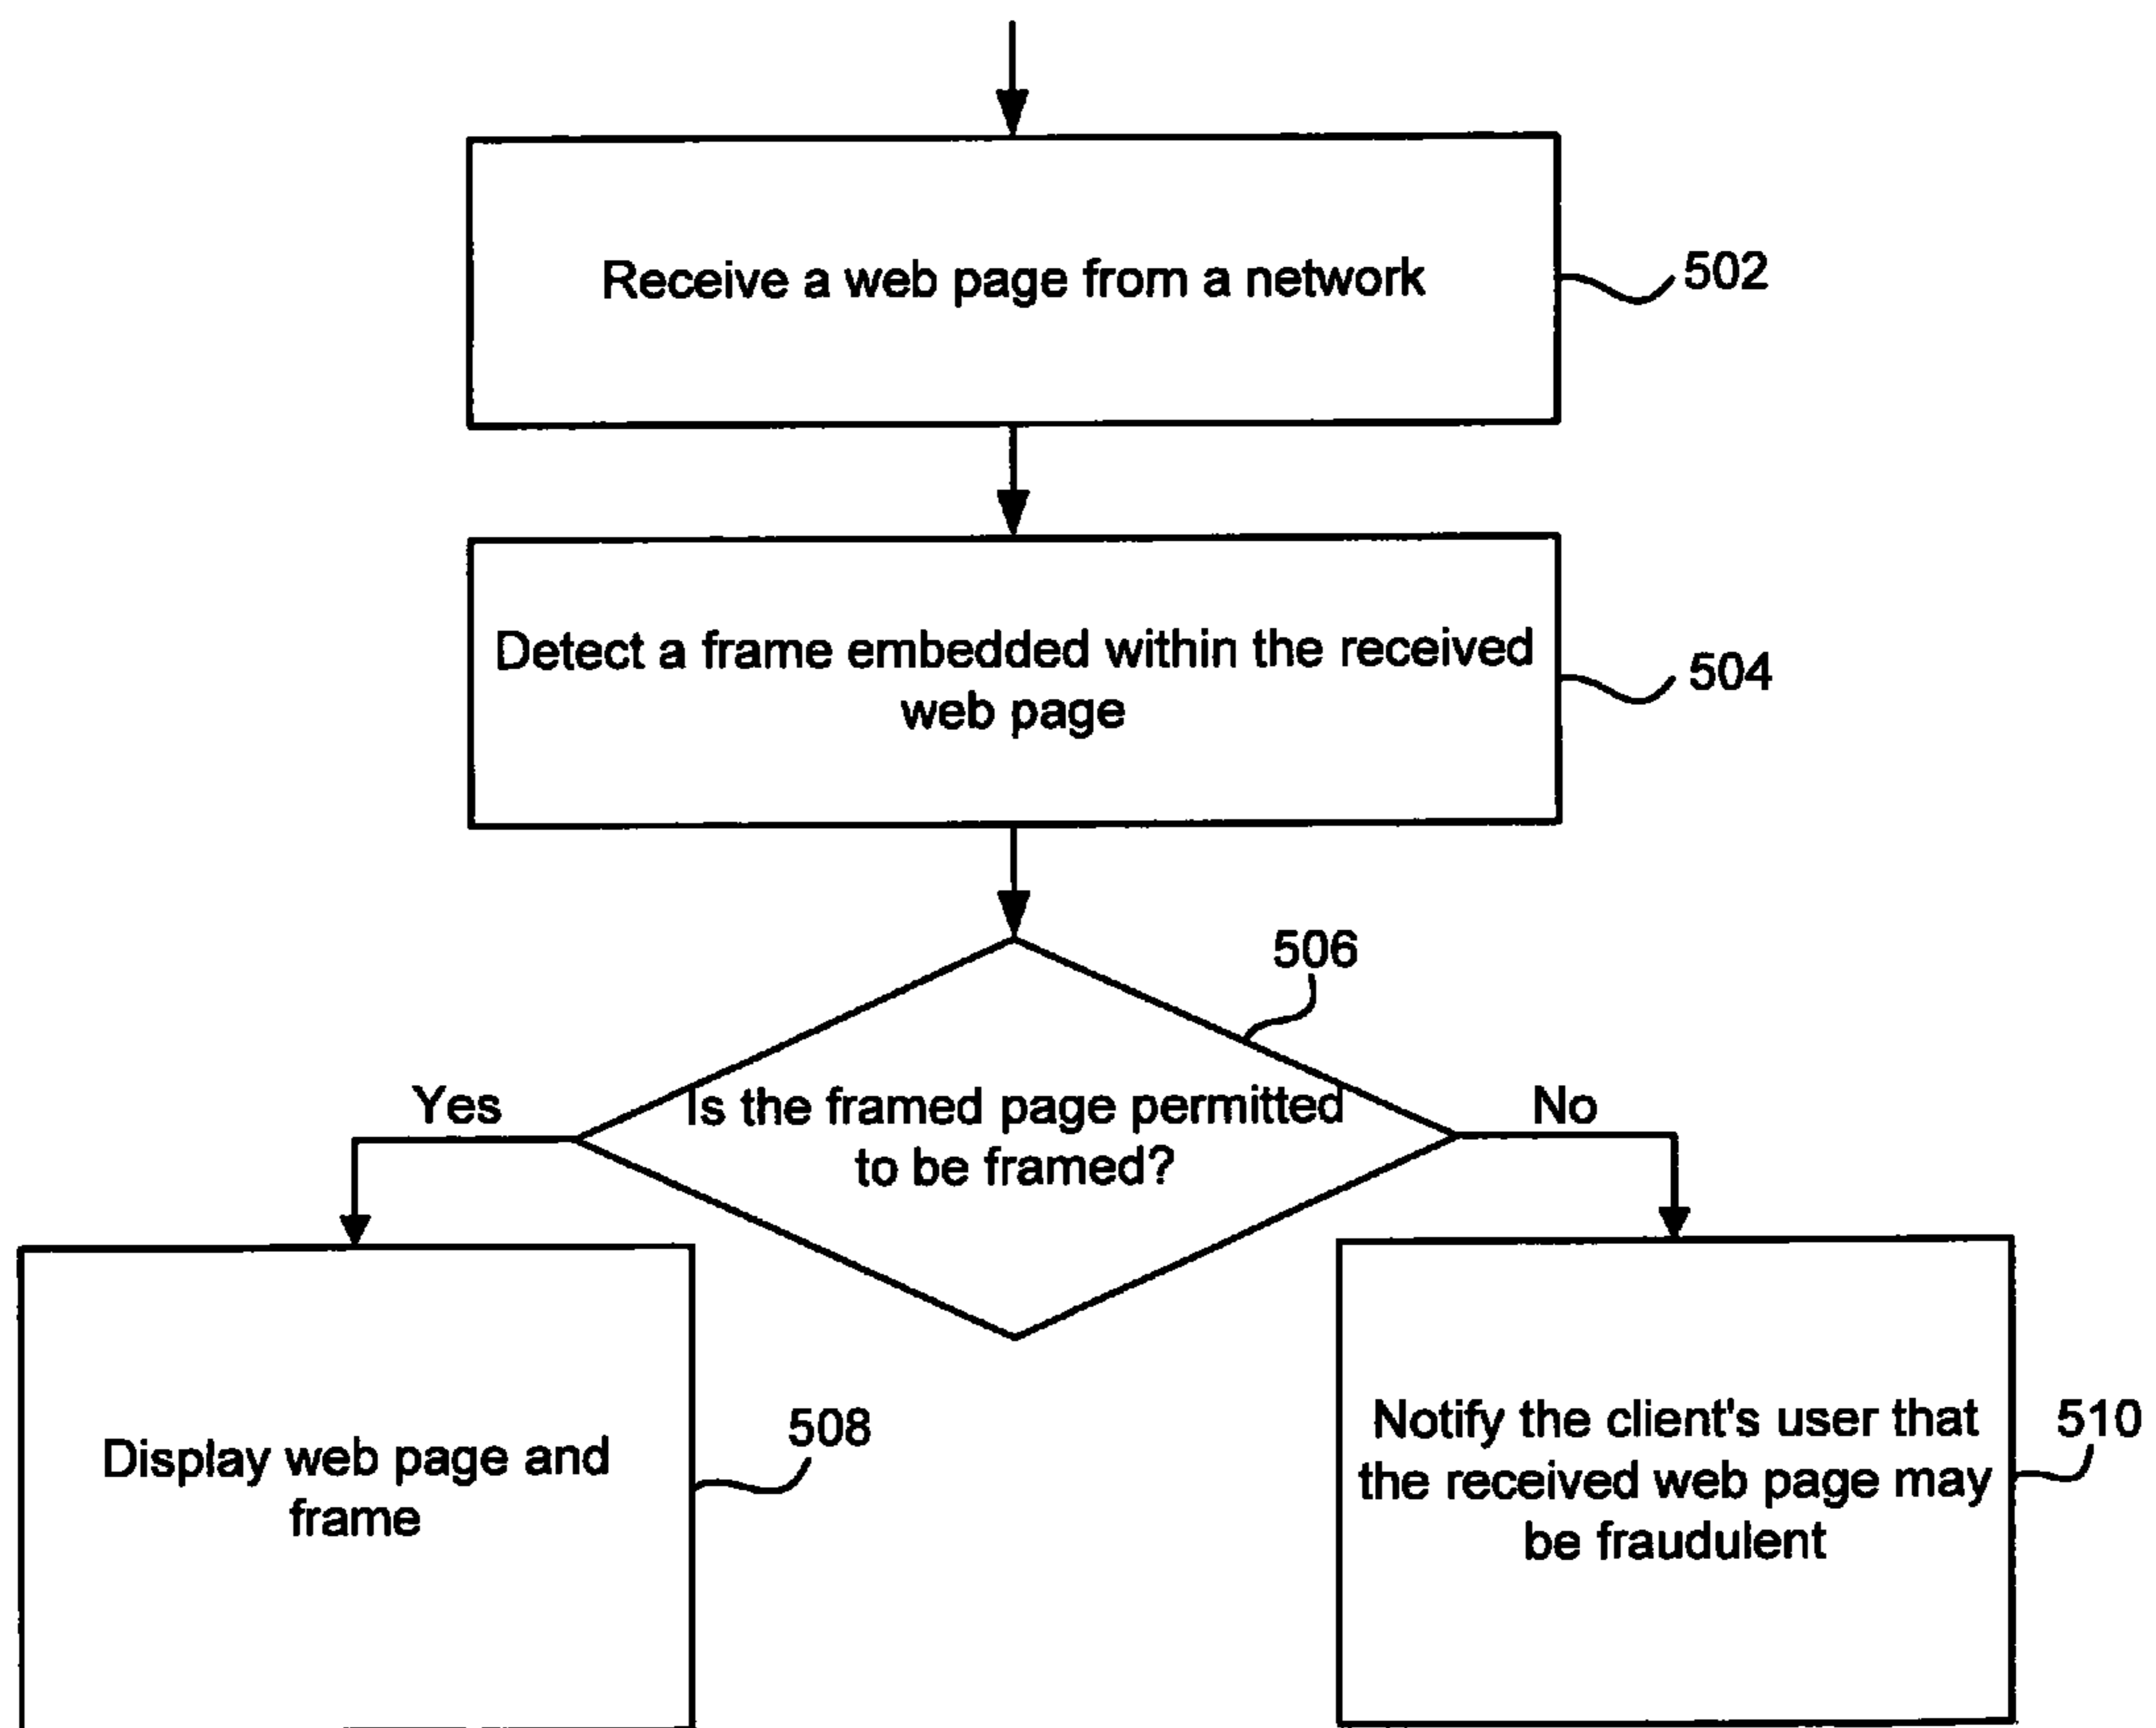 Receive a web page from a network
502
Detect a frame embedded within the received
web page
504
506
Yes
Is the framed page permitted
to be framed?
No
Display web page and
frame
508
Notify the client's user that
the received web page may
be fraudulent
510